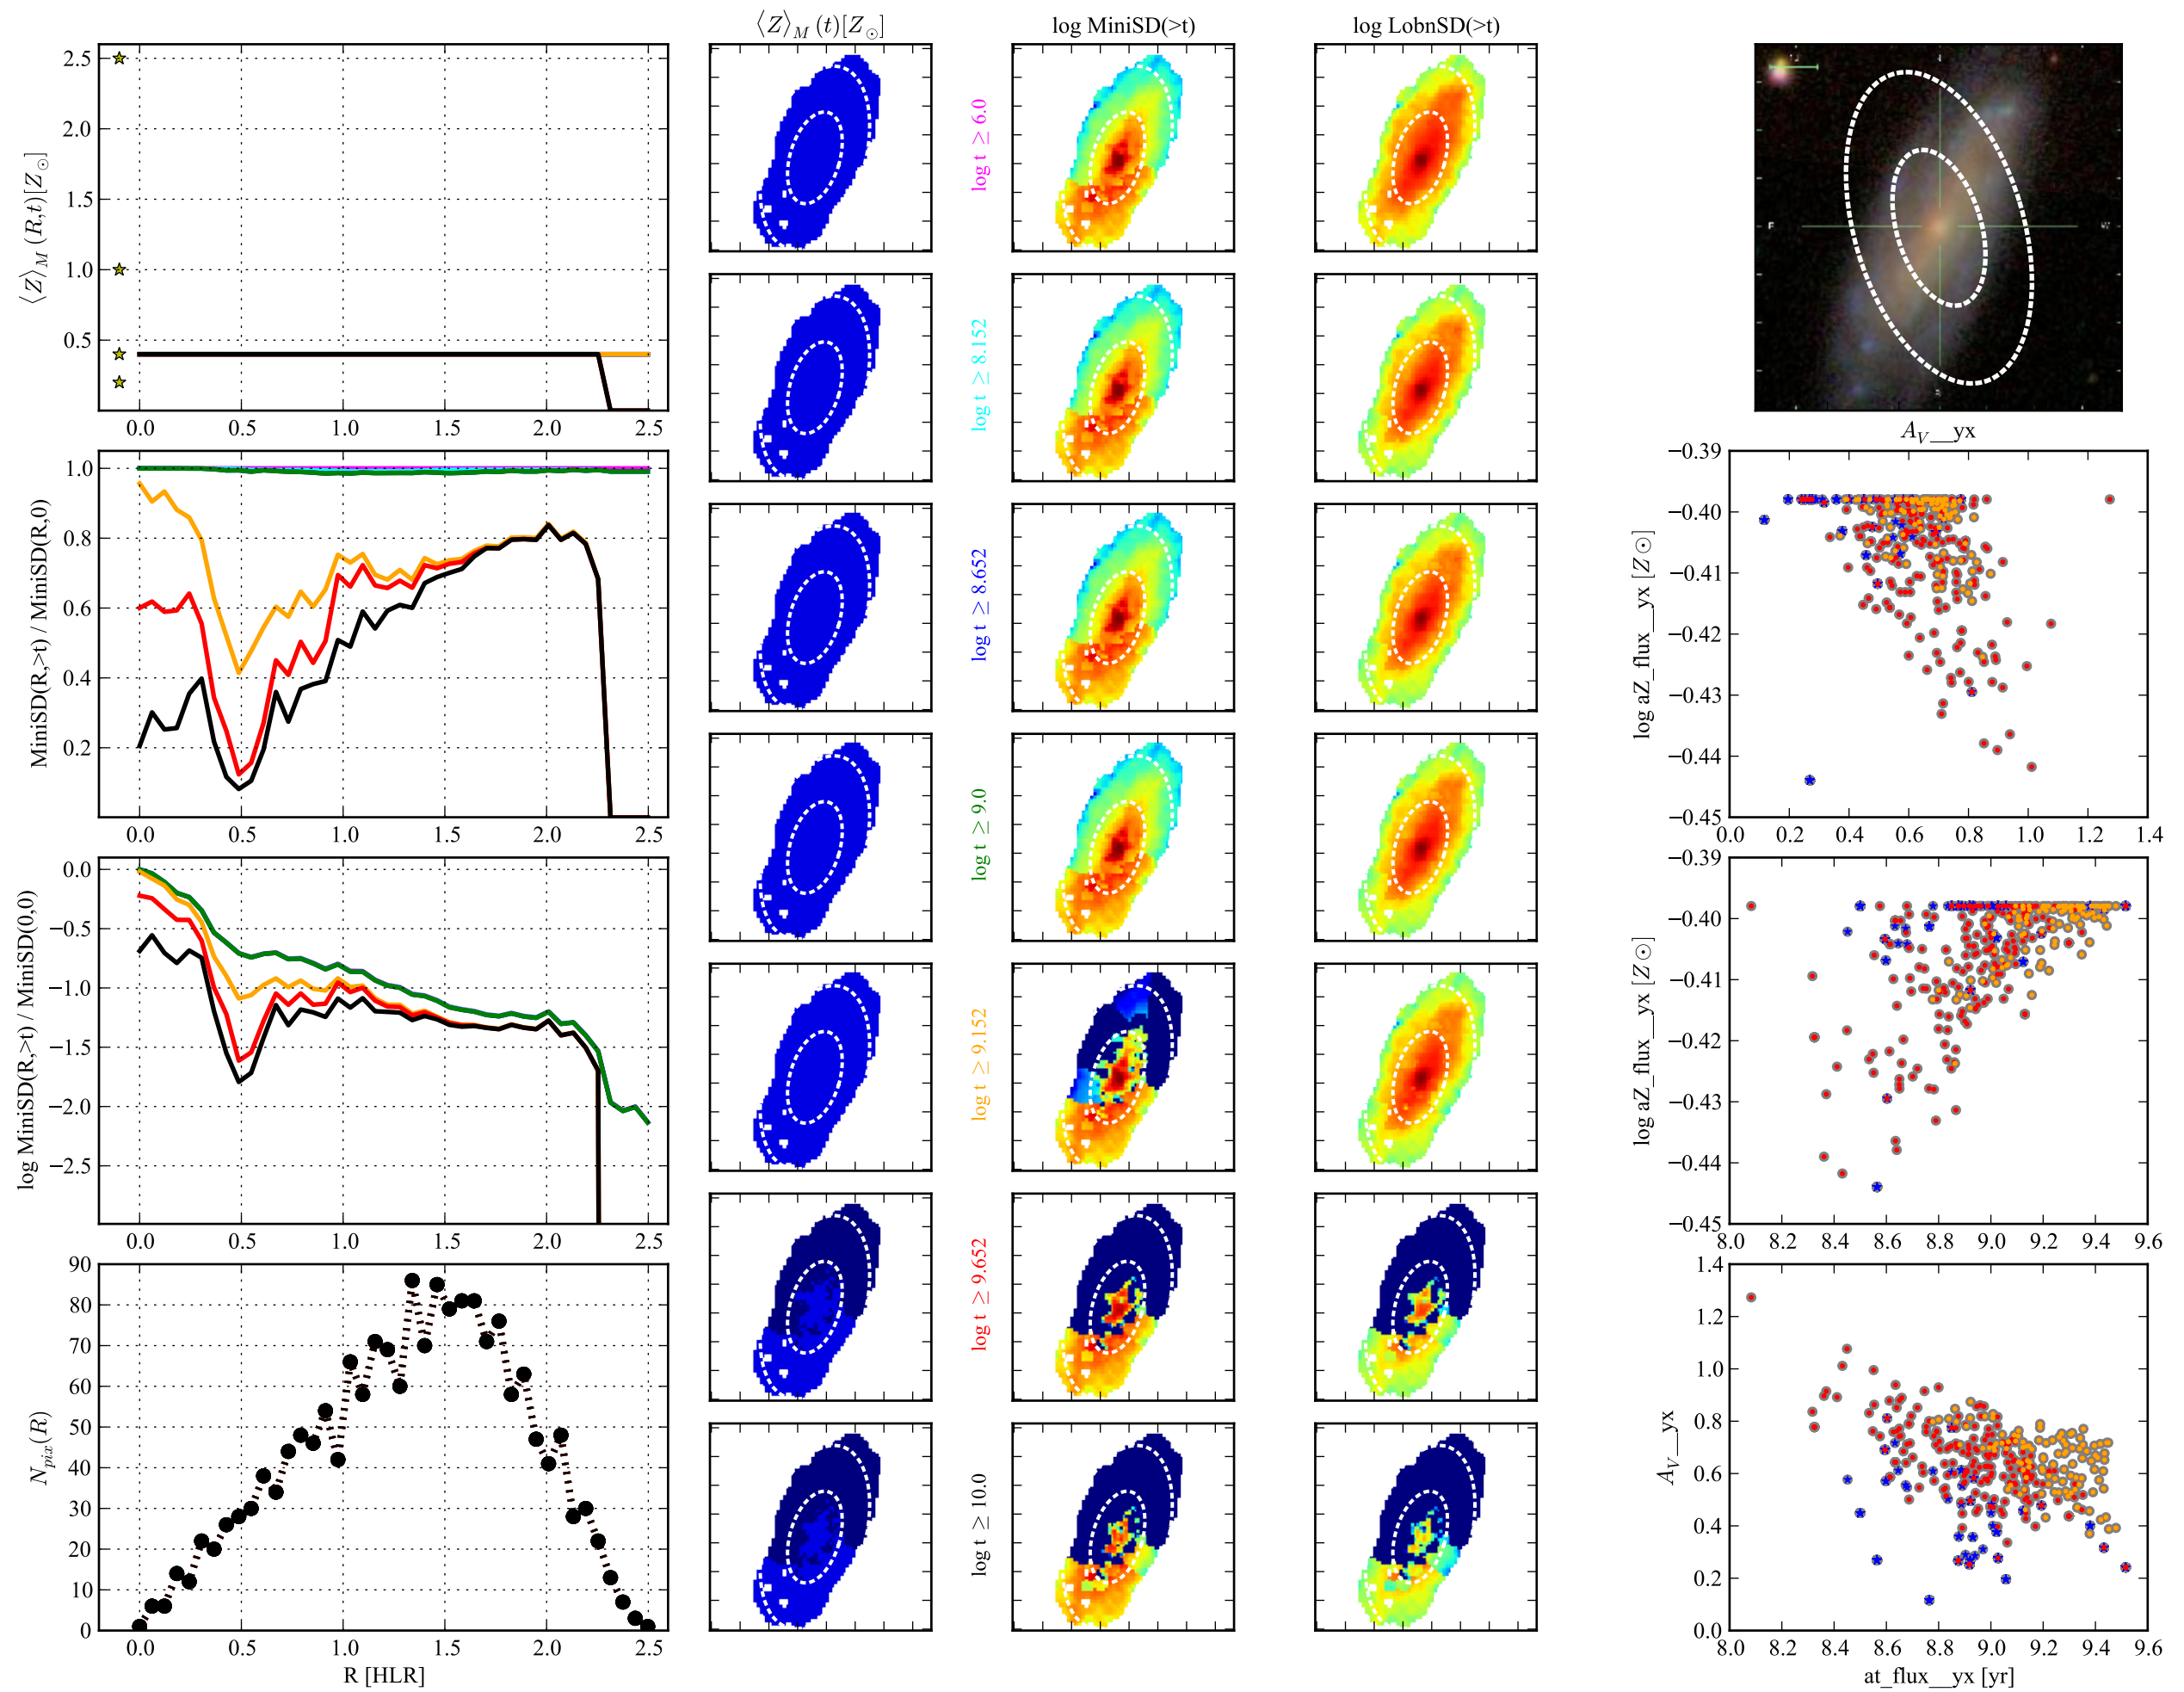 ⟨Z⟩_M (t)[Z_⊙]
log MiniSD(>t)
log LobnSD(>t)
⟨Z⟩_M (R,t)[Z_⊙]
2.5
2.0
1.5
1.0
0.5
0.0 0.5 1.0 1.5 2.0 2.5
MiniSD(R,>t) / MiniSD(R,0)
1.0
0.8
0.6
0.4
0.2
0.0 0.5 1.0 1.5 2.0 2.5
log MiniSD(R,>t) / MiniSD(0,0)
0.0
−0.5
−1.0
−1.5
−2.0
−2.5
0.0 0.5 1.0 1.5 2.0 2.5
N_pix(R)
90
80
70
60
50
40
30
20
10
0
0.0 0.5 1.0 1.5 2.0 2.5
R [HLR]
log t ≥ 6.0
log t ≥ 8.152
log t ≥ 8.652
log t ≥ 9.0
log t ≥ 9.152
log t ≥ 9.652
log t ≥ 10.0
E
W
A_V__yx
log aZ_flux__yx [Z⊙]
−0.39
−0.40
−0.41
−0.42
−0.43
−0.44
−0.45
0.0 0.2 0.4 0.6 0.8 1.0 1.2 1.4
log aZ_flux__yx [Z⊙]
−0.39
−0.40
−0.41
−0.42
−0.43
−0.44
−0.45
8.0 8.2 8.4 8.6 8.8 9.0 9.2 9.4 9.6
A_V__yx
1.4
1.2
1.0
0.8
0.6
0.4
0.2
0.0
8.0 8.2 8.4 8.6 8.8 9.0 9.2 9.4 9.6
at_flux__yx [yr]